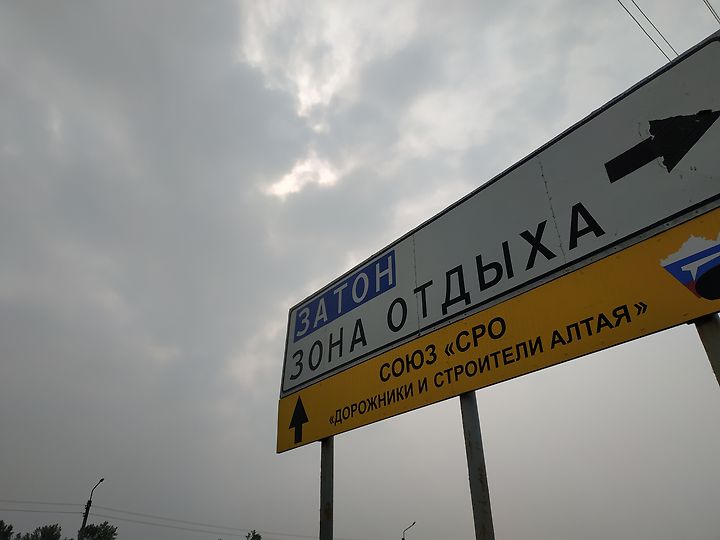 ЗАТОН
ЗОНА ОТДЫХА
СОЮЗ «СРО
«ДОРОЖНИКИ И СТРОИТЕЛИ АЛТАЯ»